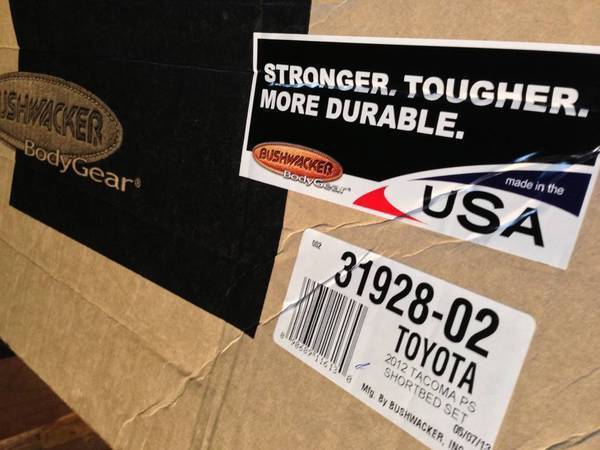 BUSHWACKER
BodyGear®
STRONGER. TOUGHER.
MORE DURABLE.
BUSHWACKER
BodyGear
made in the
USA
002
31928-02
TOYOTA
2012 TACOMA PS
SHORTBED SET
Mfg. By BUSHWACKER, INC